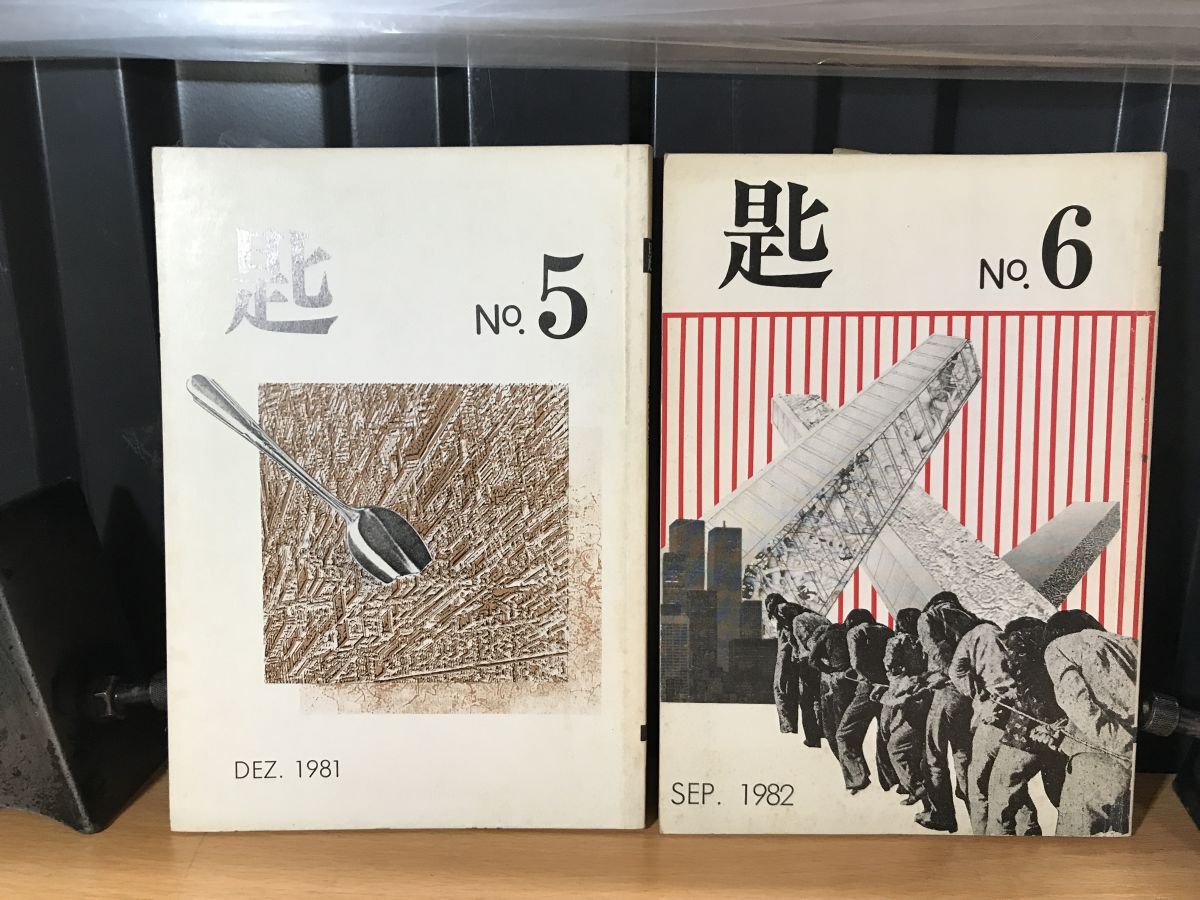 匙
No. 5
DEZ. 1981
匙
No. 6
SEP. 1982